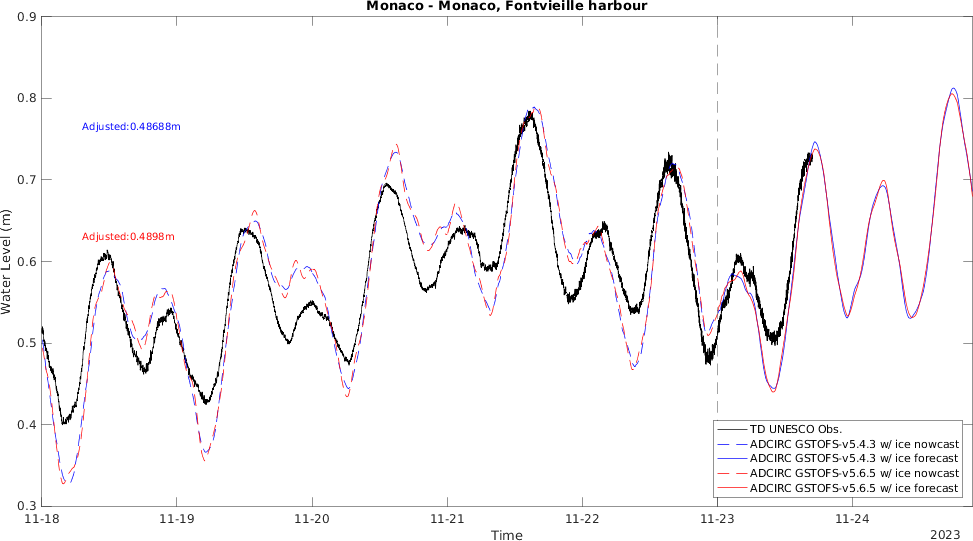 Monaco - Monaco, Fontvieille harbour
0.9
0.8
0.7
0.6
0.5
0.4
0.3
Water Level (m)
Adjusted:0.48688m
Adjusted:0.4898m
TD UNESCO Obs.
ADCIRC GSTOFS-v5.4.3 w/ ice nowcast
ADCIRC GSTOFS-v5.4.3 w/ ice forecast
ADCIRC GSTOFS-v5.6.5 w/ ice nowcast
ADCIRC GSTOFS-v5.6.5 w/ ice forecast
11-18 11-19 11-20 11-21 11-22 11-23 11-24
Time
2023